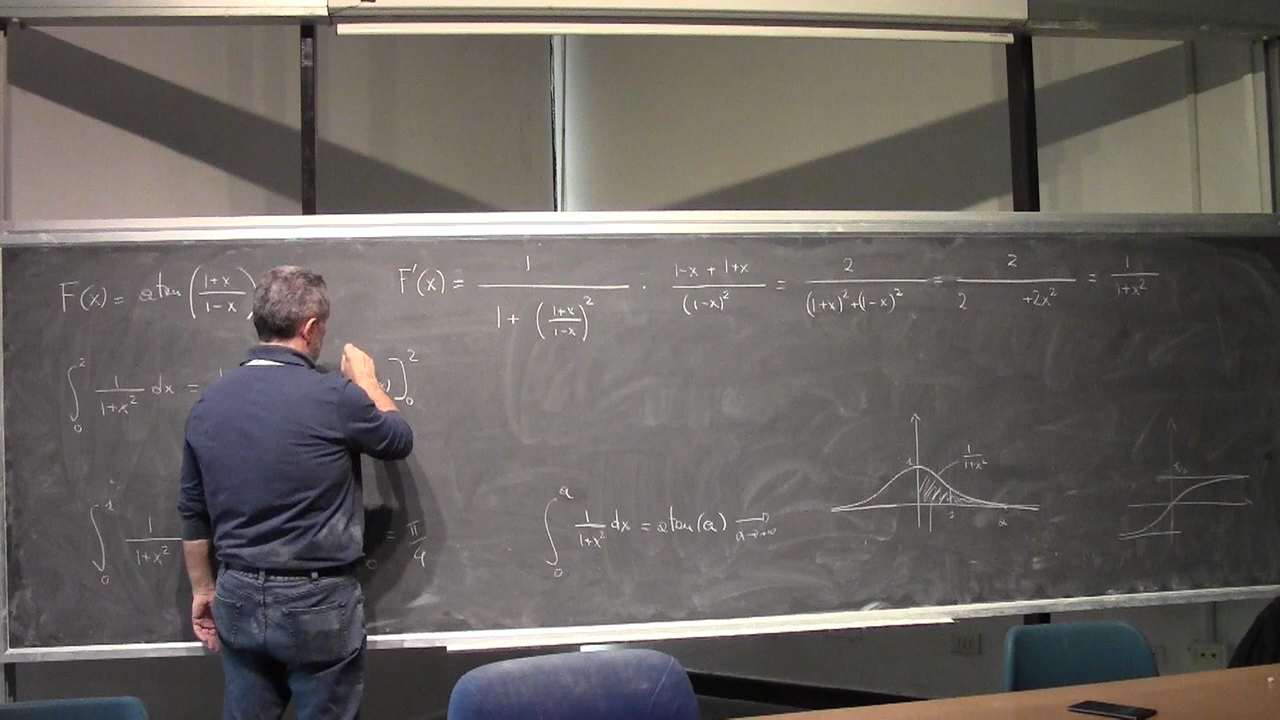 F(x) = atan (1+x / 1-x)
F'(x) = 1 / (1 + (1+x / 1-x)²) · (1-x + 1+x) / (1-x)² = 2 / ((1+x)² + (1-x)²) = 2 / (2 +2x²) = 1 / (1+x²)
∫₀² 1 / (1+x²) dx = ]₀²
∫₀¹ 1 / (1+x²) = π/4
∫₀ᵃ 1 / (1+x²) dx = atan(a) → a→+∞
1 1 / (1+x²)